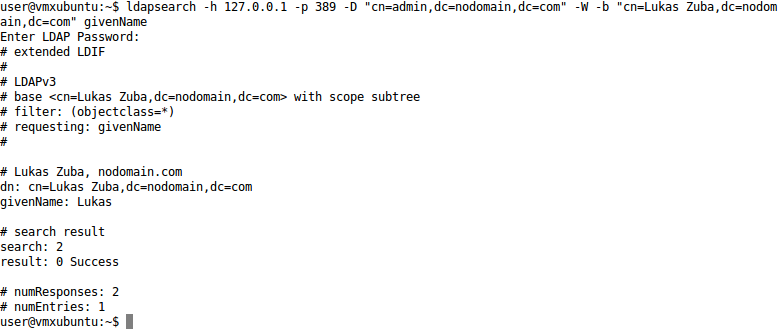 user@vmxubuntu:~$ ldapsearch -h 127.0.0.1 -p 389 -D "cn=admin,dc=nodomain,dc=com" -W -b "cn=Lukas Zuba,dc=nodom
ain,dc=com" givenName
Enter LDAP Password:
# extended LDIF
#
# LDAPv3
# base <cn=Lukas Zuba,dc=nodomain,dc=com> with scope subtree
# filter: (objectclass=*)
# requesting: givenName
#

# Lukas Zuba, nodomain.com
dn: cn=Lukas Zuba,dc=nodomain,dc=com
givenName: Lukas

# search result
search: 2
result: 0 Success

# numResponses: 2
# numEntries: 1
user@vmxubuntu:~$